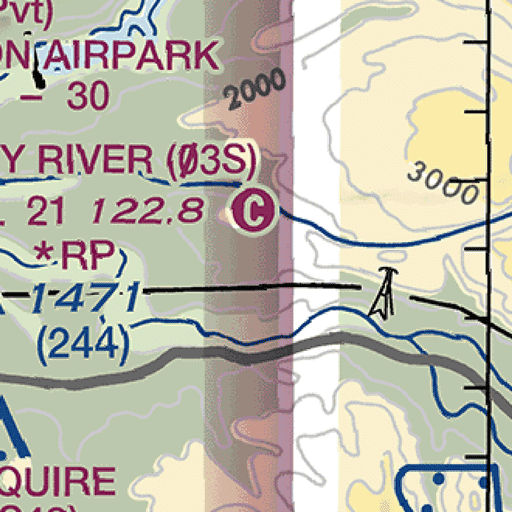 Pvt)
ON AIRPARK
– 30
2000
Y RIVER (Ø3S)
3000
. 21 122.8 C
*RP)
1471
(244)
QUIRE